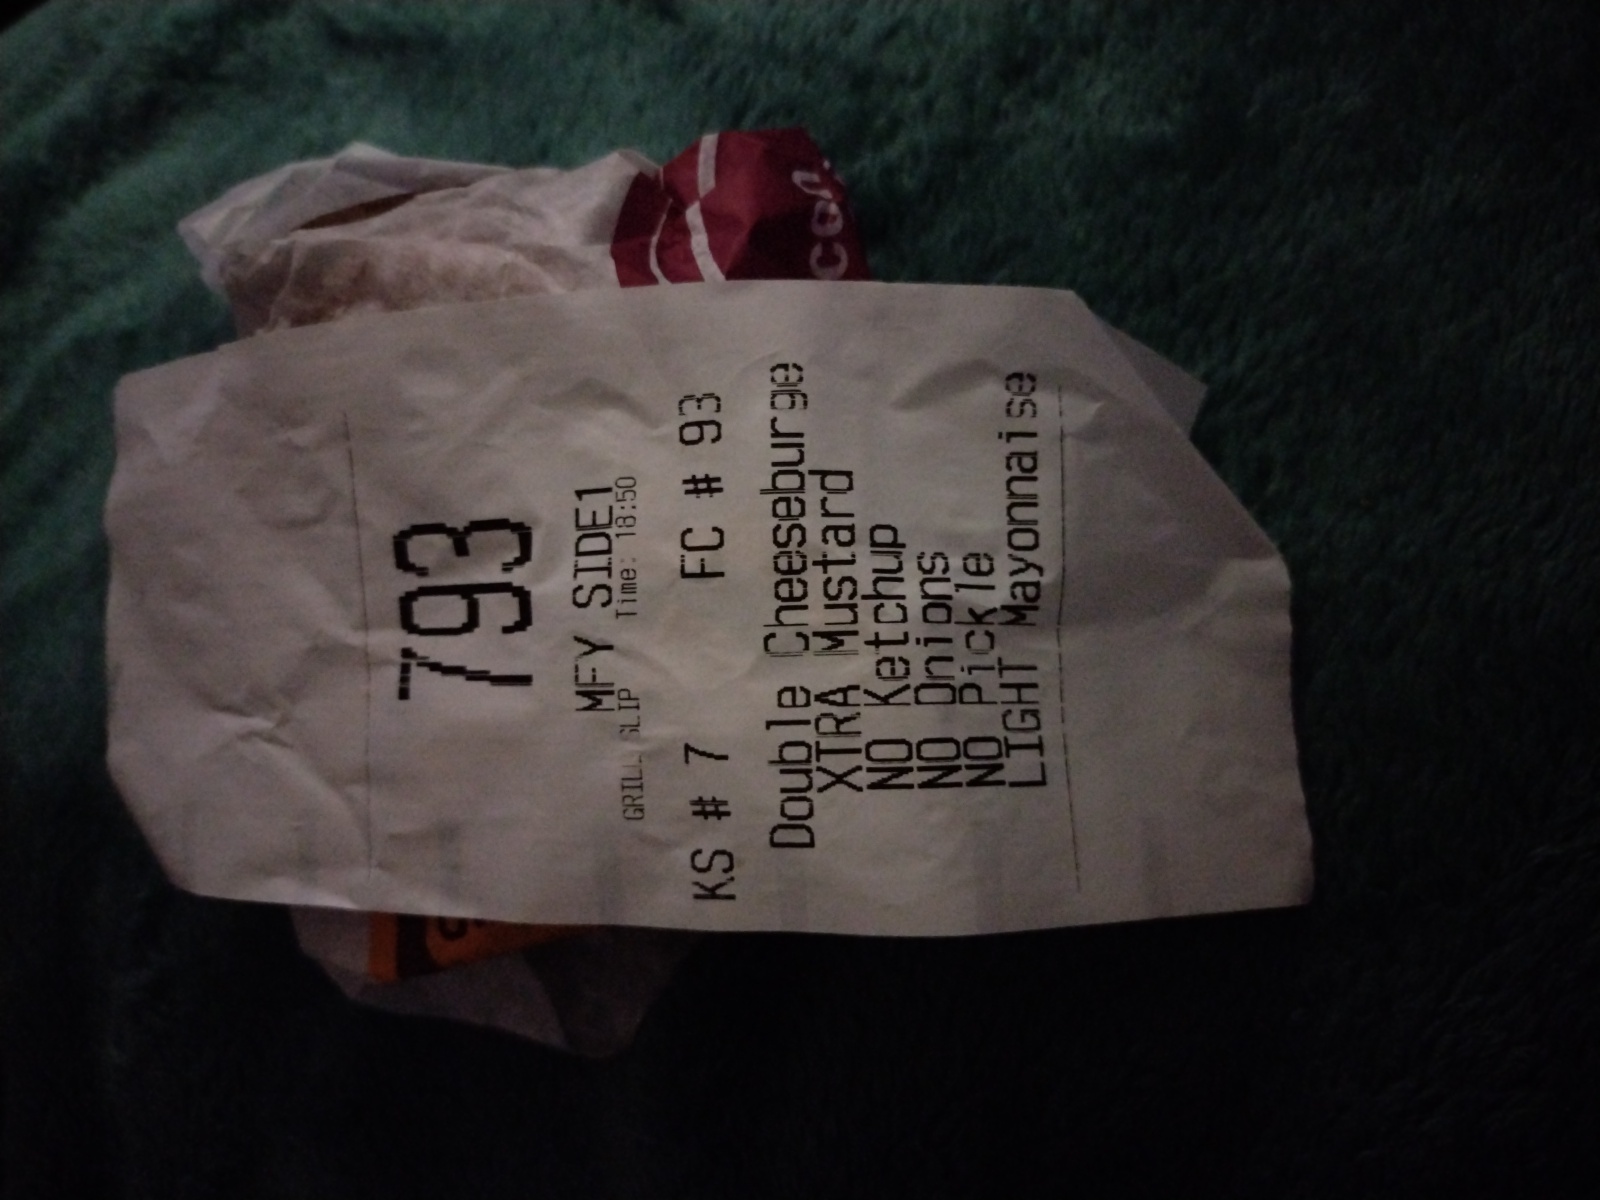 793
MFY SIDE1
GRILL SLIP Time: 18:50
KS # 7 FC # 93
Double Cheeseburge
XTRA Mustard
NO Ketchup
NO Onions
NO Pickle
LIGHT Mayonnaise